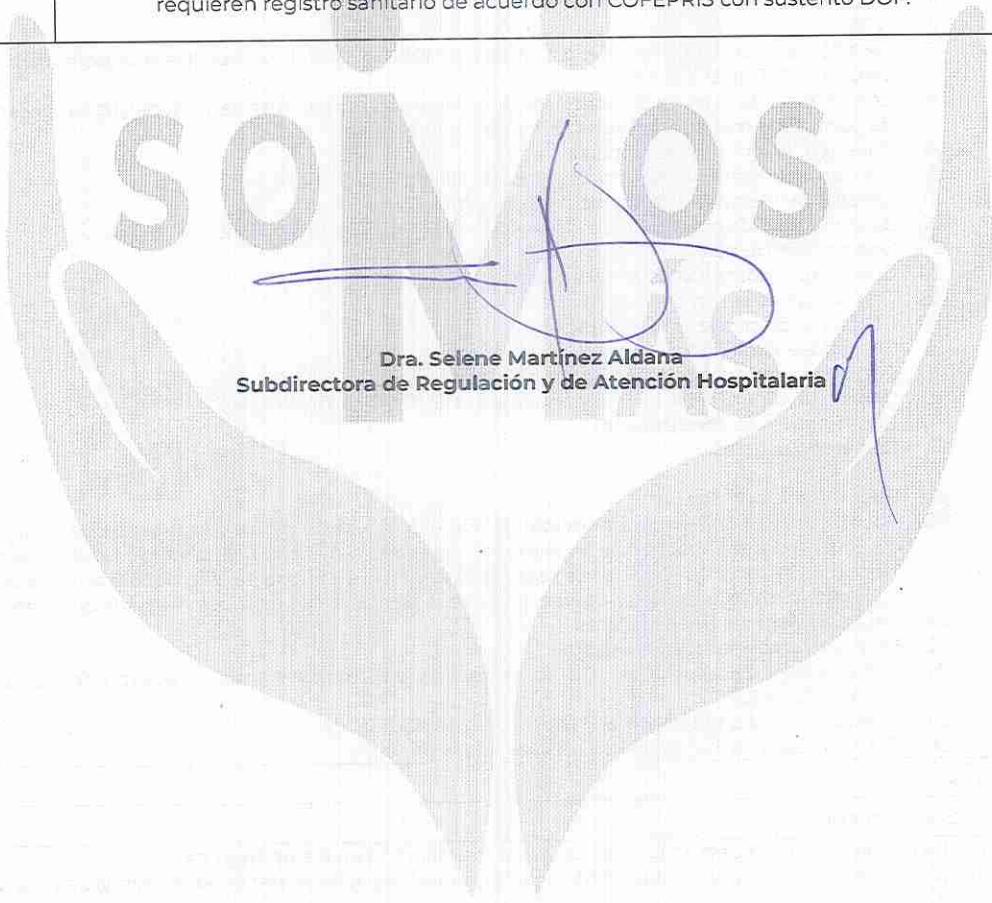 requieren registro sanitario de acuerdo con COFEPRIS con sustento DOF.
SOMOS
MÁS
Dra. Selene Martínez Aldana
Subdirectora de Regulación y de Atención Hospitalaria